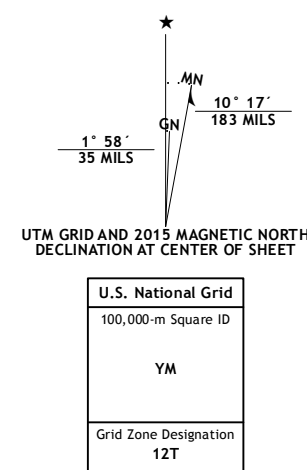 ★
MN
10° 17´
183 MILS
GN
1° 58´
35 MILS
UTM GRID AND 2015 MAGNETIC NORTH
DECLINATION AT CENTER OF SHEET
U.S. National Grid
100,000-m Square ID
YM
Grid Zone Designation
12T